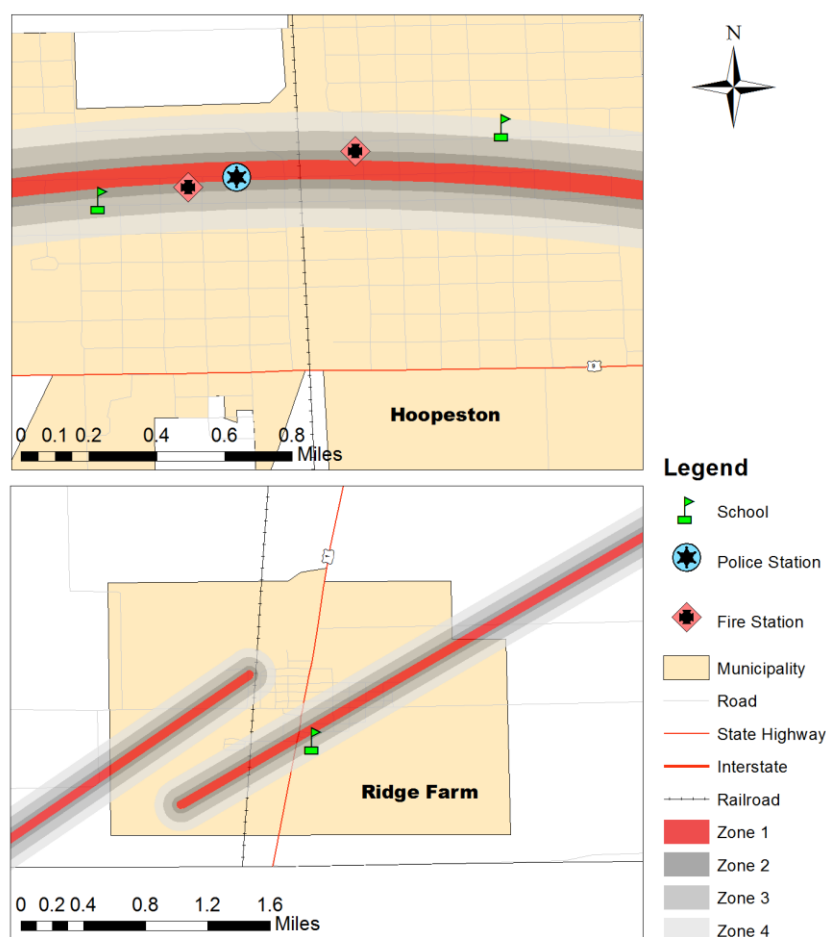 N
9
Hoopeston
0 0.1 0.2 0.4 0.6 0.8
Miles
Legend
School
Police Station
Fire Station
Municipality
Road
State Highway
Interstate
Railroad
Zone 1
Zone 2
Zone 3
Zone 4
1
Ridge Farm
0 0.2 0.4 0.8 1.2 1.6
Miles